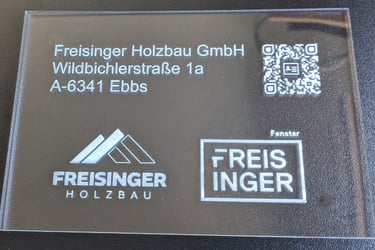 Freisinger Holzbau GmbH
Wildbichlerstraße 1a
A-6341 Ebbs
FREISINGER
HOLZBAU
Fenster
FREIS
INGER